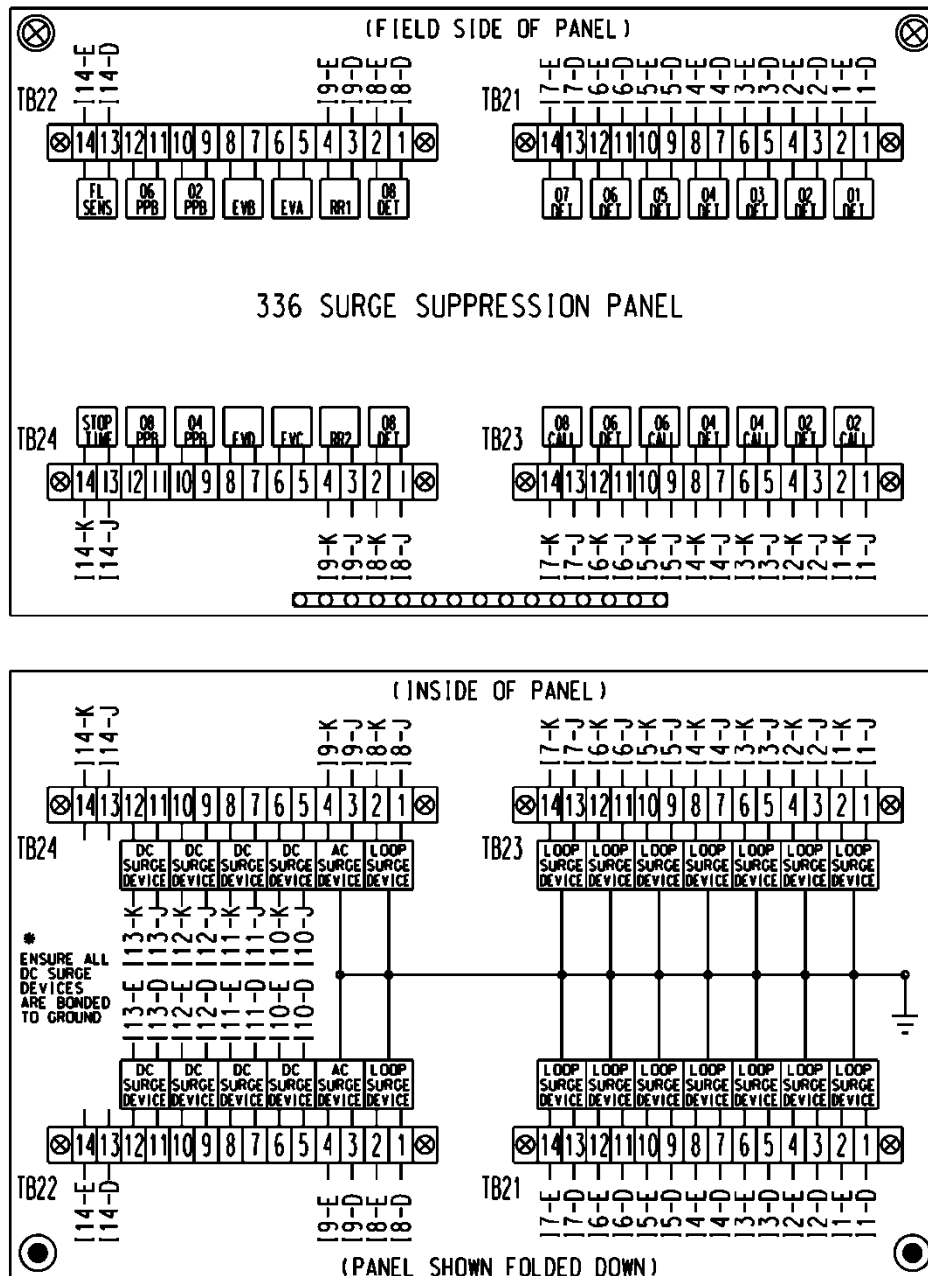 (FIELD SIDE OF PANEL)
I14-E I14-D I9-E I9-D I8-E I8-D
I7-E I7-D I6-E I6-D I5-E I5-D I4-E I4-D I3-E I3-D I2-E I2-D I1-E I1-D
TB22
14 13 12 11 10 9 8 7 6 5 4 3 2 1
FL SENS
06 PPB
02 PPB
EVB
EVA
RR1
08 DET
TB21
14 13 12 11 10 9 8 7 6 5 4 3 2 1
07 DET
06 DET
05 DET
04 DET
03 DET
02 DET
01 DET
336 SURGE SUPPRESSION PANEL
TB24
STOP TIME
08 PPB
04 PPB
EVD
EVC
RR2
08 DET
14 13 12 11 10 9 8 7 6 5 4 3 2 1
I14-K I14-J I9-K I9-J I8-K I8-J
TB23
08 CALL
06 DET
06 CALL
04 DET
04 CALL
02 DET
02 CALL
14 13 12 11 10 9 8 7 6 5 4 3 2 1
I7-K I7-J I6-K I6-J I5-K I5-J I4-K I4-J I3-K I3-J I2-K I2-J I1-K I1-J
(INSIDE OF PANEL)
I14-K I14-J I9-K I9-J I8-K I8-J
I7-K I7-J I6-K I6-J I5-K I5-J I4-K I4-J I3-K I3-J I2-K I2-J I1-K I1-J
14 13 12 11 10 9 8 7 6 5 4 3 2 1
14 13 12 11 10 9 8 7 6 5 4 3 2 1
TB24
DC DC DC DC AC LOOP
SURGE SURGE SURGE SURGE SURGE SURGE
DEVICE DEVICE DEVICE DEVICE DEVICE DEVICE
TB23
LOOP LOOP LOOP LOOP LOOP LOOP LOOP
SURGE SURGE SURGE SURGE SURGE SURGE SURGE
DEVICE DEVICE DEVICE DEVICE DEVICE DEVICE DEVICE
I13-K I13-J I12-K I12-J I11-K I11-J I10-K I10-J
*
ENSURE ALL
DC SURGE
DEVICES
ARE BONDED
TO GROUND
I13-E I13-D I12-E I12-D I11-E I11-D I10-E I10-D
DC DC DC DC AC LOOP
SURGE SURGE SURGE SURGE SURGE SURGE
DEVICE DEVICE DEVICE DEVICE DEVICE DEVICE
LOOP LOOP LOOP LOOP LOOP LOOP LOOP
SURGE SURGE SURGE SURGE SURGE SURGE SURGE
DEVICE DEVICE DEVICE DEVICE DEVICE DEVICE DEVICE
14 13 12 11 10 9 8 7 6 5 4 3 2 1
14 13 12 11 10 9 8 7 6 5 4 3 2 1
TB22
I14-E I14-D I9-E I9-D I8-E I8-D
TB21
I7-E I7-D I6-E I6-D I5-E I5-D I4-E I4-D I3-E I3-D I2-E I2-D I1-E I1-D
(PANEL SHOWN FOLDED DOWN)